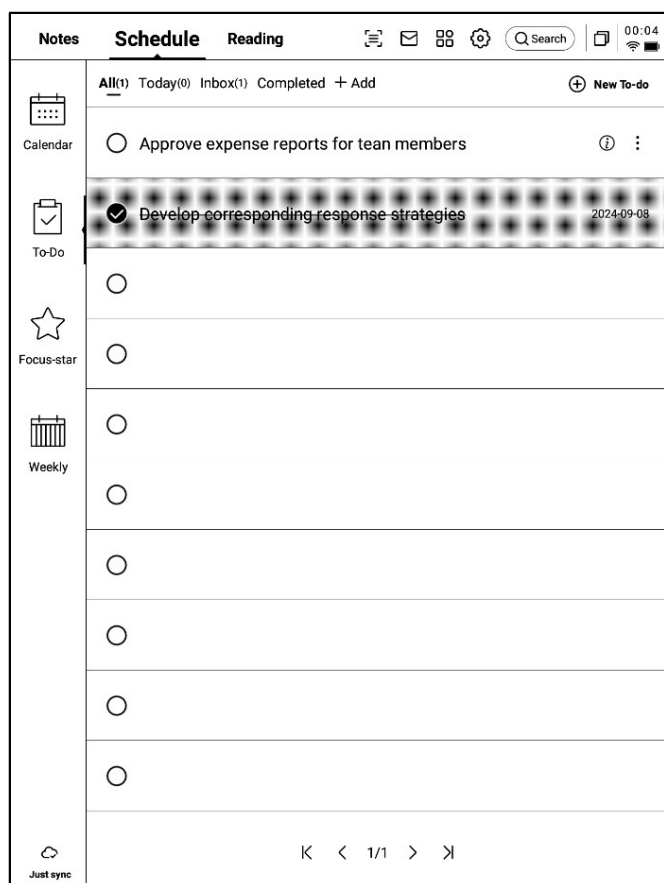 Notes Schedule Reading Search 00:04
All(1) Today(0) Inbox(1) Completed + Add New To-do
Calendar
Approve expense reports for tean members
Develop corresponding response strategies 2024-09-08
To-Do
Focus-star
Weekly
1/1
Just sync